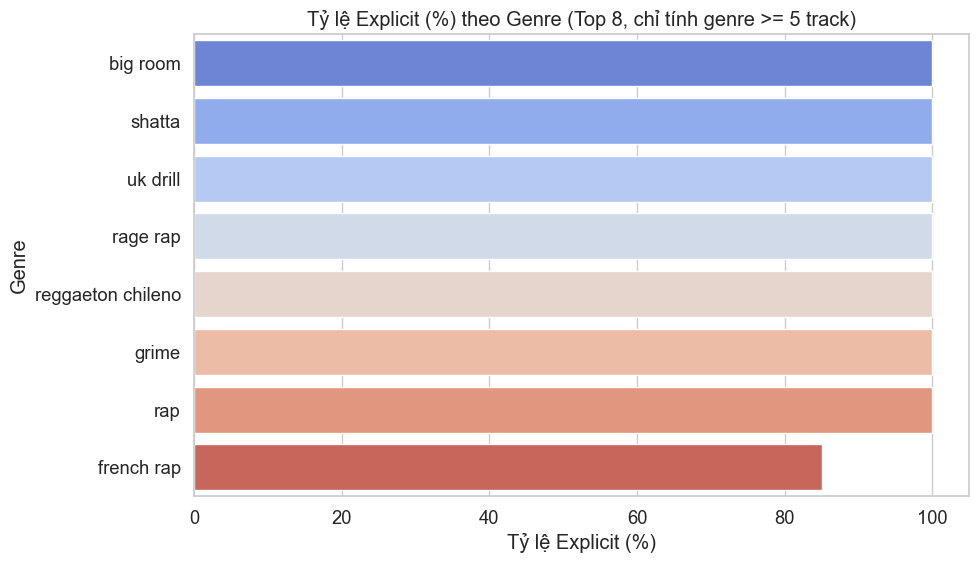 Tỷ lệ Explicit (%) theo Genre (Top 8, chỉ tính genre >= 5 track)
Genre
big room
shatta
uk drill
rage rap
reggaeton chileno
grime
rap
french rap
0 20 40 60 80 100
Tỷ lệ Explicit (%)